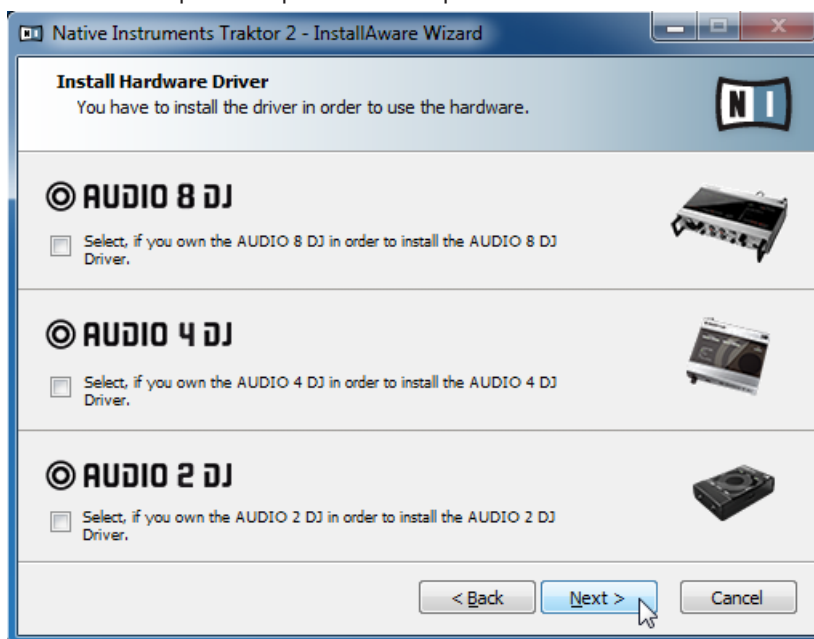 Native Instruments Traktor 2 - InstallAware Wizard
Install Hardware Driver
You have to install the driver in order to use the hardware.
N I
AUDIO 8 DJ
Select, if you own the AUDIO 8 DJ in order to install the AUDIO 8 DJ
Driver.
AUDIO 4 DJ
Select, if you own the AUDIO 4 DJ in order to install the AUDIO 4 DJ
Driver.
AUDIO 2 DJ
Select, if you own the AUDIO 2 DJ in order to install the AUDIO 2 DJ
Driver.
< Back Next > Cancel